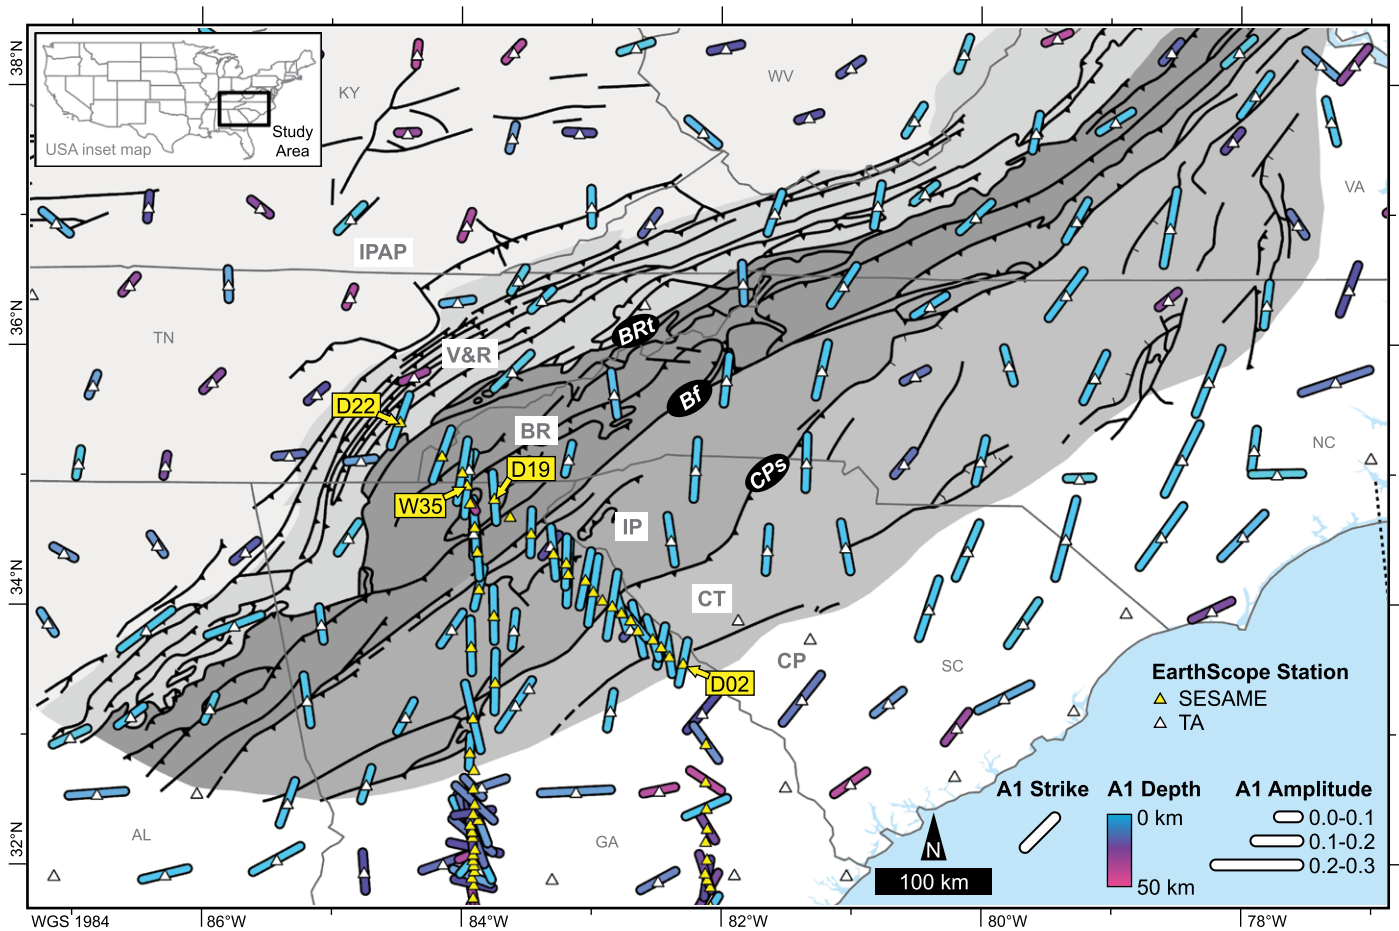 38°N
36°N
34°N
32°N
USA inset map
Study
Area
KY
WV
VA
IPAP
TN
BRt
V&R
Bf
D22
BR
D19
CPs
NC
W35
IP
CT
CP
SC
D02
EarthScope Station
SESAME
TA
A1 Strike
A1 Depth
0 km
50 km
A1 Amplitude
0.0-0.1
0.1-0.2
0.2-0.3
AL
GA
N
100 km
WGS 1984
86°W
84°W
82°W
80°W
78°W